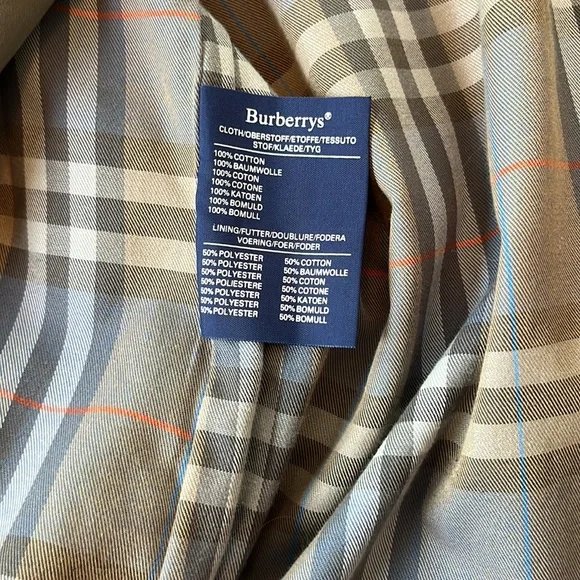 Burberrys®
CLOTH/OBERSTOFF/ETOFFE/TESSUTO
STOF/KLAEDE/TYG
100% COTTON
100% BAUMWOLLE
100% COTON
100% COTONE
100% KATOEN
100% BOMULD
100% BOMULL
LINING/FUTTER/DOUBLURE/FODERA
VOERING/FOER/FODER
50% POLYESTER 50% COTTON
50% POLYESTER 50% BAUMWOLLE
50% POLYESTER 50% COTON
50% POLIESTERE 50% COTONE
50% POLYESTER 50% KATOEN
50% POLYESTER 50% BOMULD
50% POLYESTER 50% BOMULL